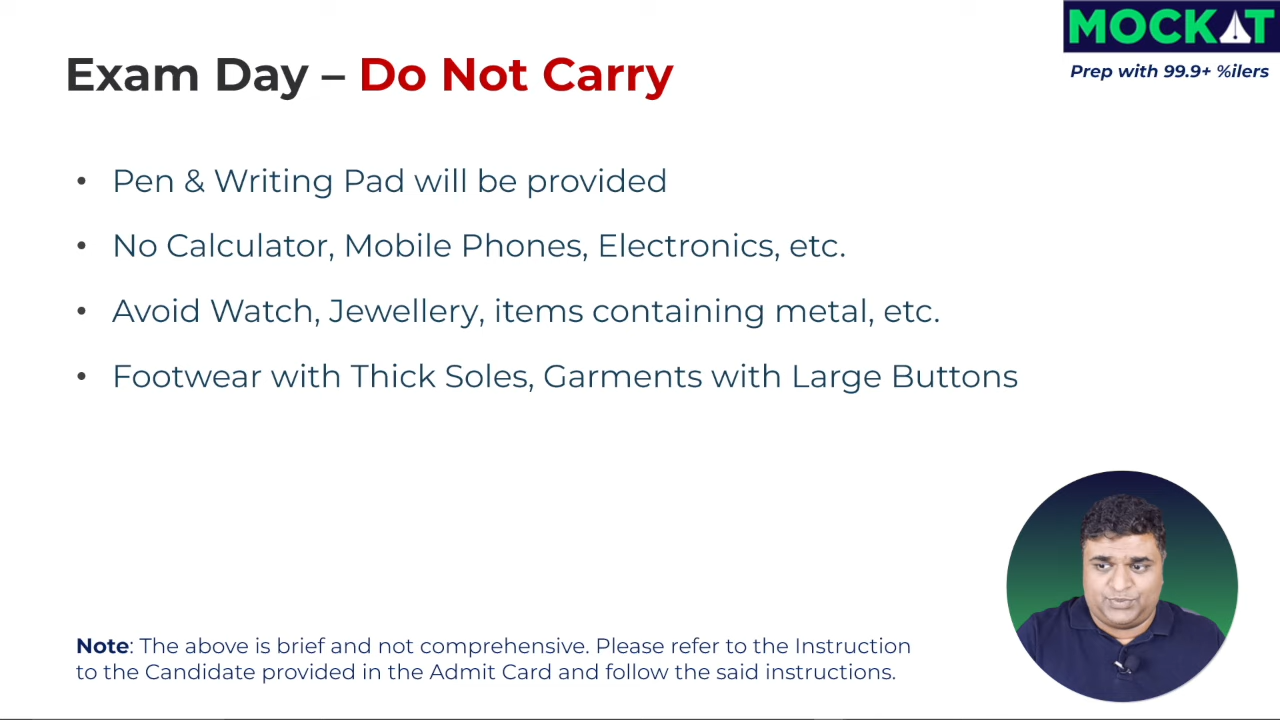 MOCKAT
Prep with 99.9+ %ilers
Exam Day – Do Not Carry
• Pen & Writing Pad will be provided
• No Calculator, Mobile Phones, Electronics, etc.
• Avoid Watch, Jewellery, items containing metal, etc.
• Footwear with Thick Soles, Garments with Large Buttons
Note: The above is brief and not comprehensive. Please refer to the Instruction
to the Candidate provided in the Admit Card and follow the said instructions.